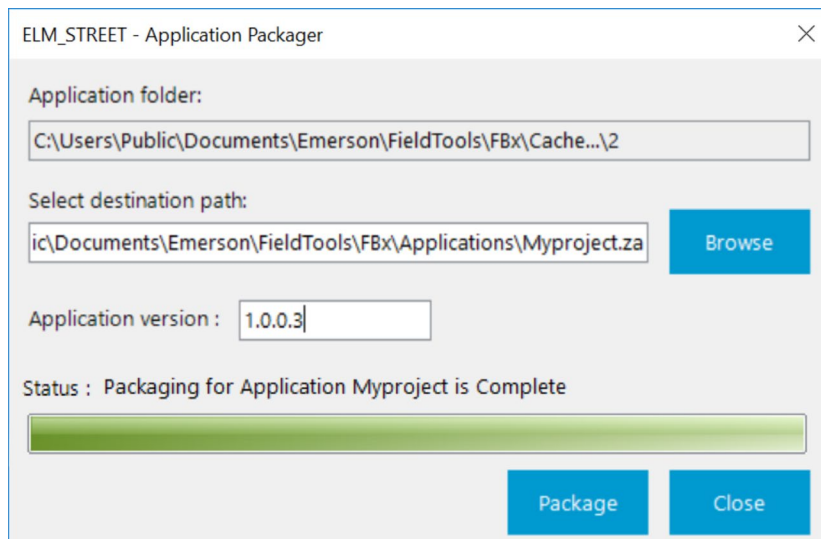 ELM_STREET - Application Packager
Application folder:
C:\Users\Public\Documents\Emerson\FieldTools\FBx\Cache...\2
Select destination path:
ic\Documents\Emerson\FieldTools\FBx\Applications\Myproject.za
Browse
Application version :
1.0.0.3
Status : Packaging for Application Myproject is Complete
Package
Close